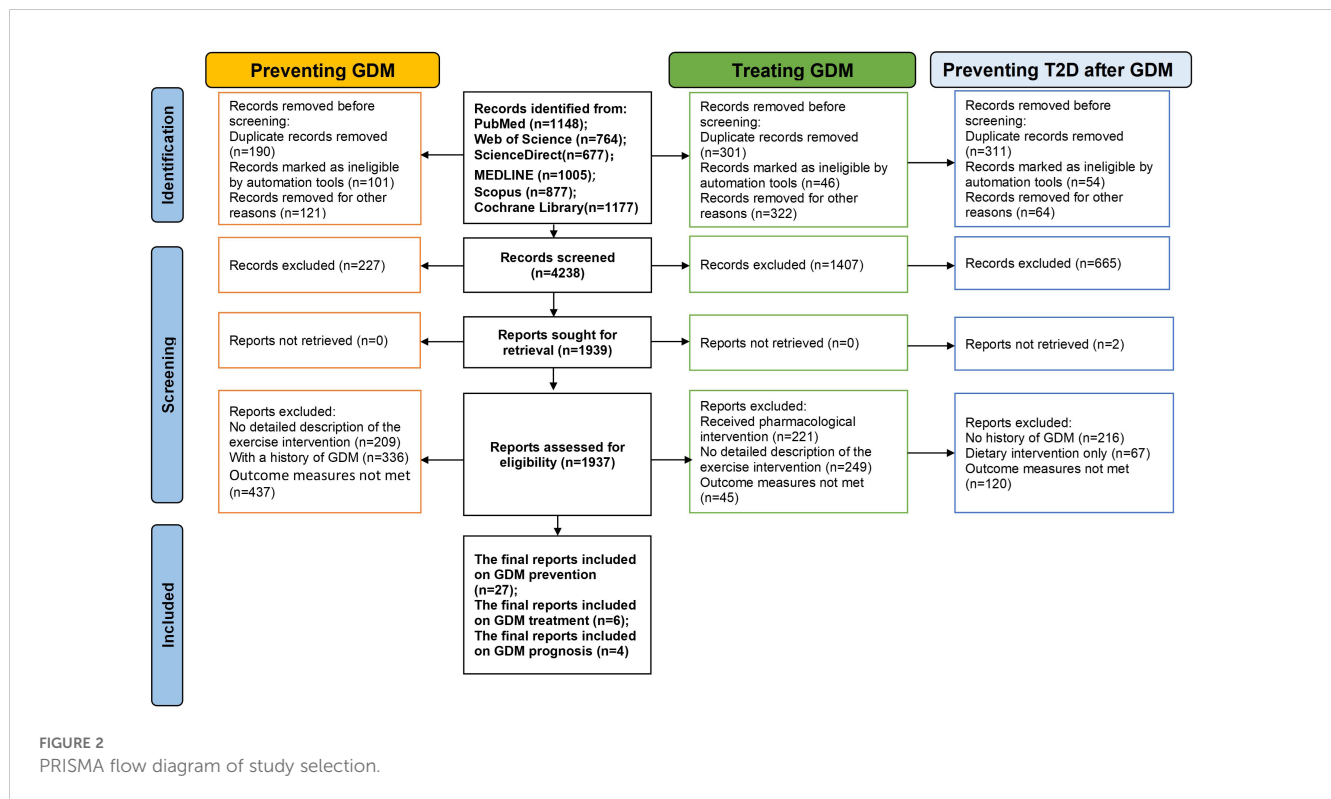 Preventing GDM
Treating GDM
Preventing T2D after GDM
Identification
Records removed before
screening:
Duplicate records removed
(n=190)
Records marked as ineligible
by automation tools (n=101)
Records removed for other
reasons (n=121)
Records identified from:
PubMed (n=1148);
Web of Science (n=764);
ScienceDirect(n=677);
MEDLINE (n=1005);
Scopus (n=877);
Cochrane Library(n=1177)
Records removed before
screening:
Duplicate records removed
(n=301)
Records marked as ineligible by
automation tools (n=46)
Records removed for other
reasons (n=322)
Records removed before
screening:
Duplicate records removed
(n=311)
Records marked as ineligible by
automation tools (n=54)
Records removed for other
reasons (n=64)
Screening
Records excluded (n=227)
Records screened
(n=4238)
Records excluded (n=1407)
Records excluded (n=665)
Reports not retrieved (n=0)
Reports sought for
retrieval (n=1939)
Reports not retrieved (n=0)
Reports not retrieved (n=2)
Reports excluded:
No detailed description of the
exercise intervention (n=209)
With a history of GDM (n=336)
Outcome measures not met
(n=437)
Reports assessed for
eligibility (n=1937)
Reports excluded:
Received pharmacological
intervention (n=221)
No detailed description of the
exercise intervention (n=249)
Outcome measures not met
(n=45)
Reports excluded:
No history of GDM (n=216)
Dietary intervention only (n=67)
Outcome measures not met
(n=120)
Included
The final reports included
on GDM prevention
(n=27);
The final reports included
on GDM treatment (n=6);
The final reports included
on GDM prognosis (n=4)
FIGURE 2
PRISMA flow diagram of study selection.